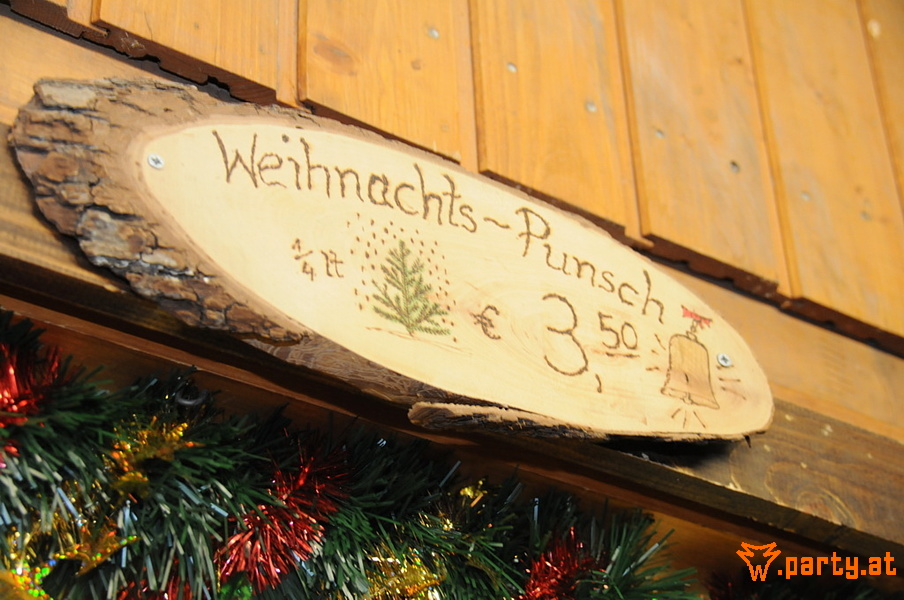 Weihnachts~Punsch
1/4 lt € 3,50
w.party.at